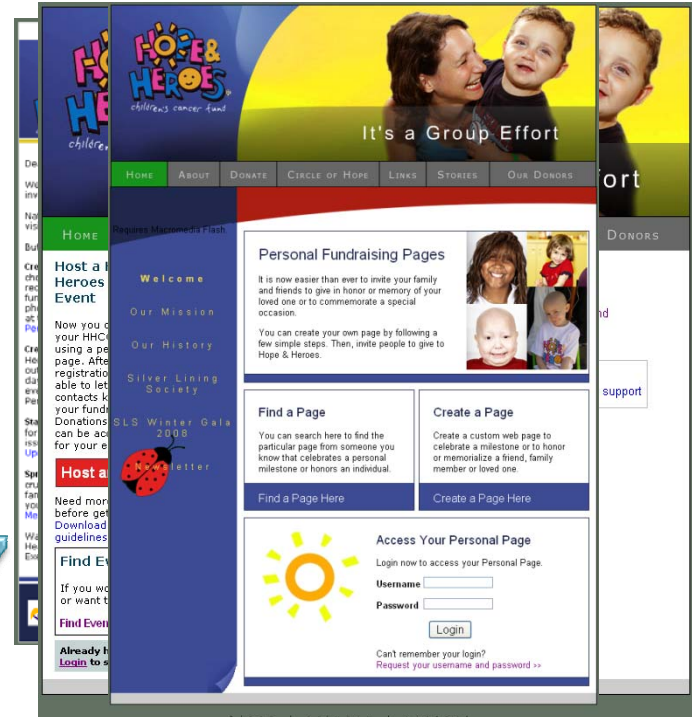 HOPE &
HEROES
children's cancer fund
It's a Group Effort
HOME ABOUT DONATE CIRCLE OF HOPE LINKS STORIES OUR DONORS
Requires Macromedia Flash.
Welcome
Our Mission
Our History
Silver Lining
Society
SLS Winter Gala
2008
Newsletter
Personal Fundraising Pages
It is now easier than ever to invite your family
and friends to give in honor or memory of your
loved one or to commemorate a special
occasion.
You can create your own page by following a
few simple steps. Then, invite people to give to
Hope & Heroes.
Find a Page
You can search here to find the
particular page from someone you
know that celebrates a personal
milestone or honors an individual.
Find a Page Here
Create a Page
Create a custom web page to
celebrate a milestone or to honor
or memorialize a friend, family
member or loved one.
Create a Page Here
Access Your Personal Page
Login now to access your Personal Page.
Username
Password
Login
Can't remember your login?
Request your username and password >>
HOME
Host a
Heroes
Event
Now you
your HHC
using a pe
page. Afte
registratio
able to let
contacts k
your fund
Donations
can be acc
for your e
Host a
Need mor
before get
Download
guidelines
Find Ev
If you wo
or want t
Find Even
Already h
Login to s
ort
DONORS
nd
support